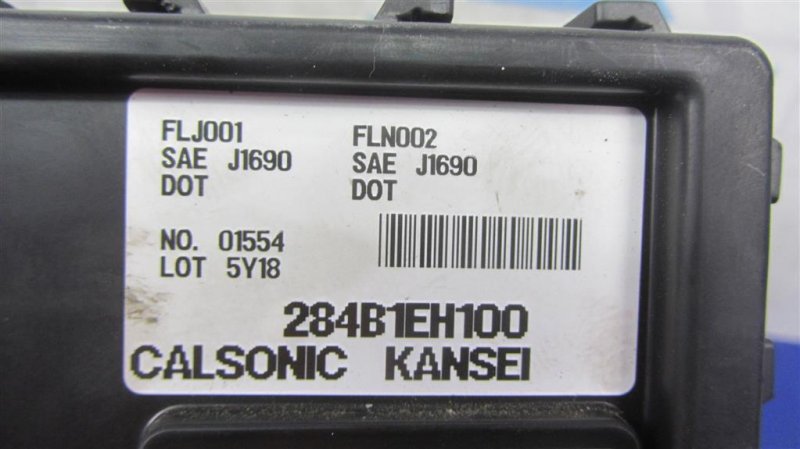 FLJ001 FLN002
SAE J1690 SAE J1690
DOT DOT
NO. 01554
LOT 5Y18
284B1EH100
CALSONIC KANSEI